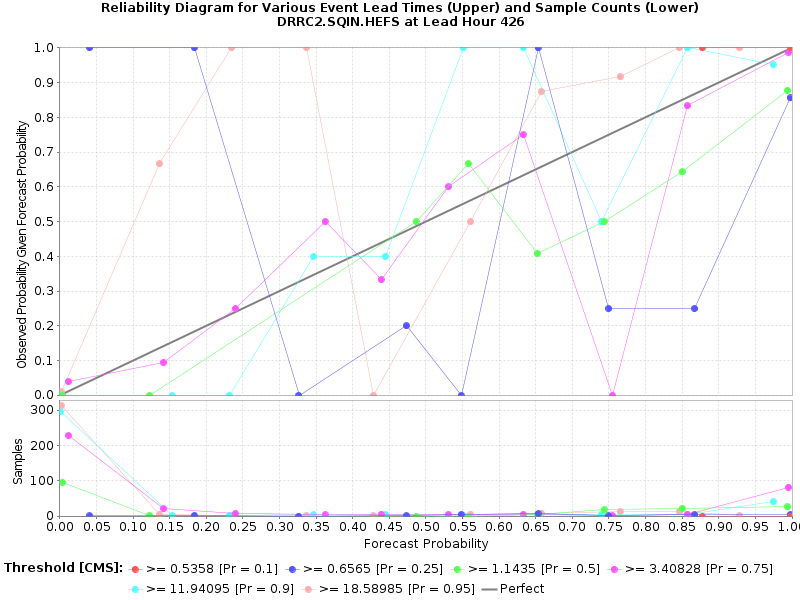 Reliability Diagram for Various Event Lead Times (Upper) and Sample Counts (Lower)
DRRC2.SQIN.HEFS at Lead Hour 426
Observed Probability Given Forecast Probability
1.0
0.9
0.8
0.7
0.6
0.5
0.4
0.3
0.2
0.1
0.0
Samples
300
200
100
0
0.00 0.05 0.10 0.15 0.20 0.25 0.30 0.35 0.40 0.45 0.50 0.55 0.60 0.65 0.70 0.75 0.80 0.85 0.90 0.95 1.0
Forecast Probability
Threshold [CMS]: >= 0.5358 [Pr = 0.1] >= 0.6565 [Pr = 0.25] >= 1.1435 [Pr = 0.5] >= 3.40828 [Pr = 0.75]
>= 11.94095 [Pr = 0.9] >= 18.58985 [Pr = 0.95] Perfect